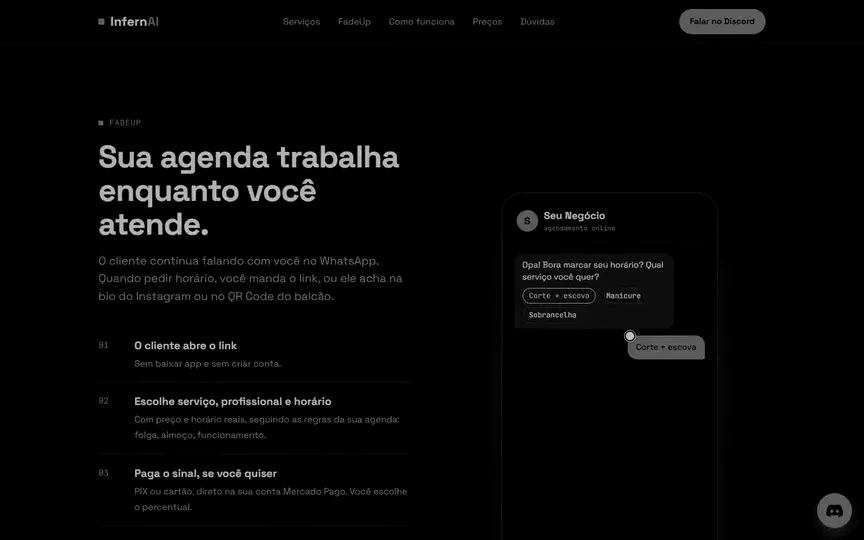 InfernAI
Serviços FadeUp Como funciona Preços Dúvidas
Falar no Discord
FADEUP
Sua agenda trabalha
enquanto você
atende.
O cliente continua falando com você no WhatsApp.
Quando pedir horário, você manda o link, ou ele acha na
bio do Instagram ou no QR Code do balcão.
01 O cliente abre o link
Sem baixar app e sem criar conta.
02 Escolhe serviço, profissional e horário
Com preço e horário reais, seguindo as regras da sua agenda:
folga, almoço, funcionamento.
03 Paga o sinal, se você quiser
PIX ou cartão, direto na sua conta Mercado Pago. Você escolhe
o percentual.
S Seu Negócio
agendamento online
Opa! Bora marcar seu horário? Qual
serviço você quer?
Corte + escova Manicure
Sobrancelha
Corte + escova